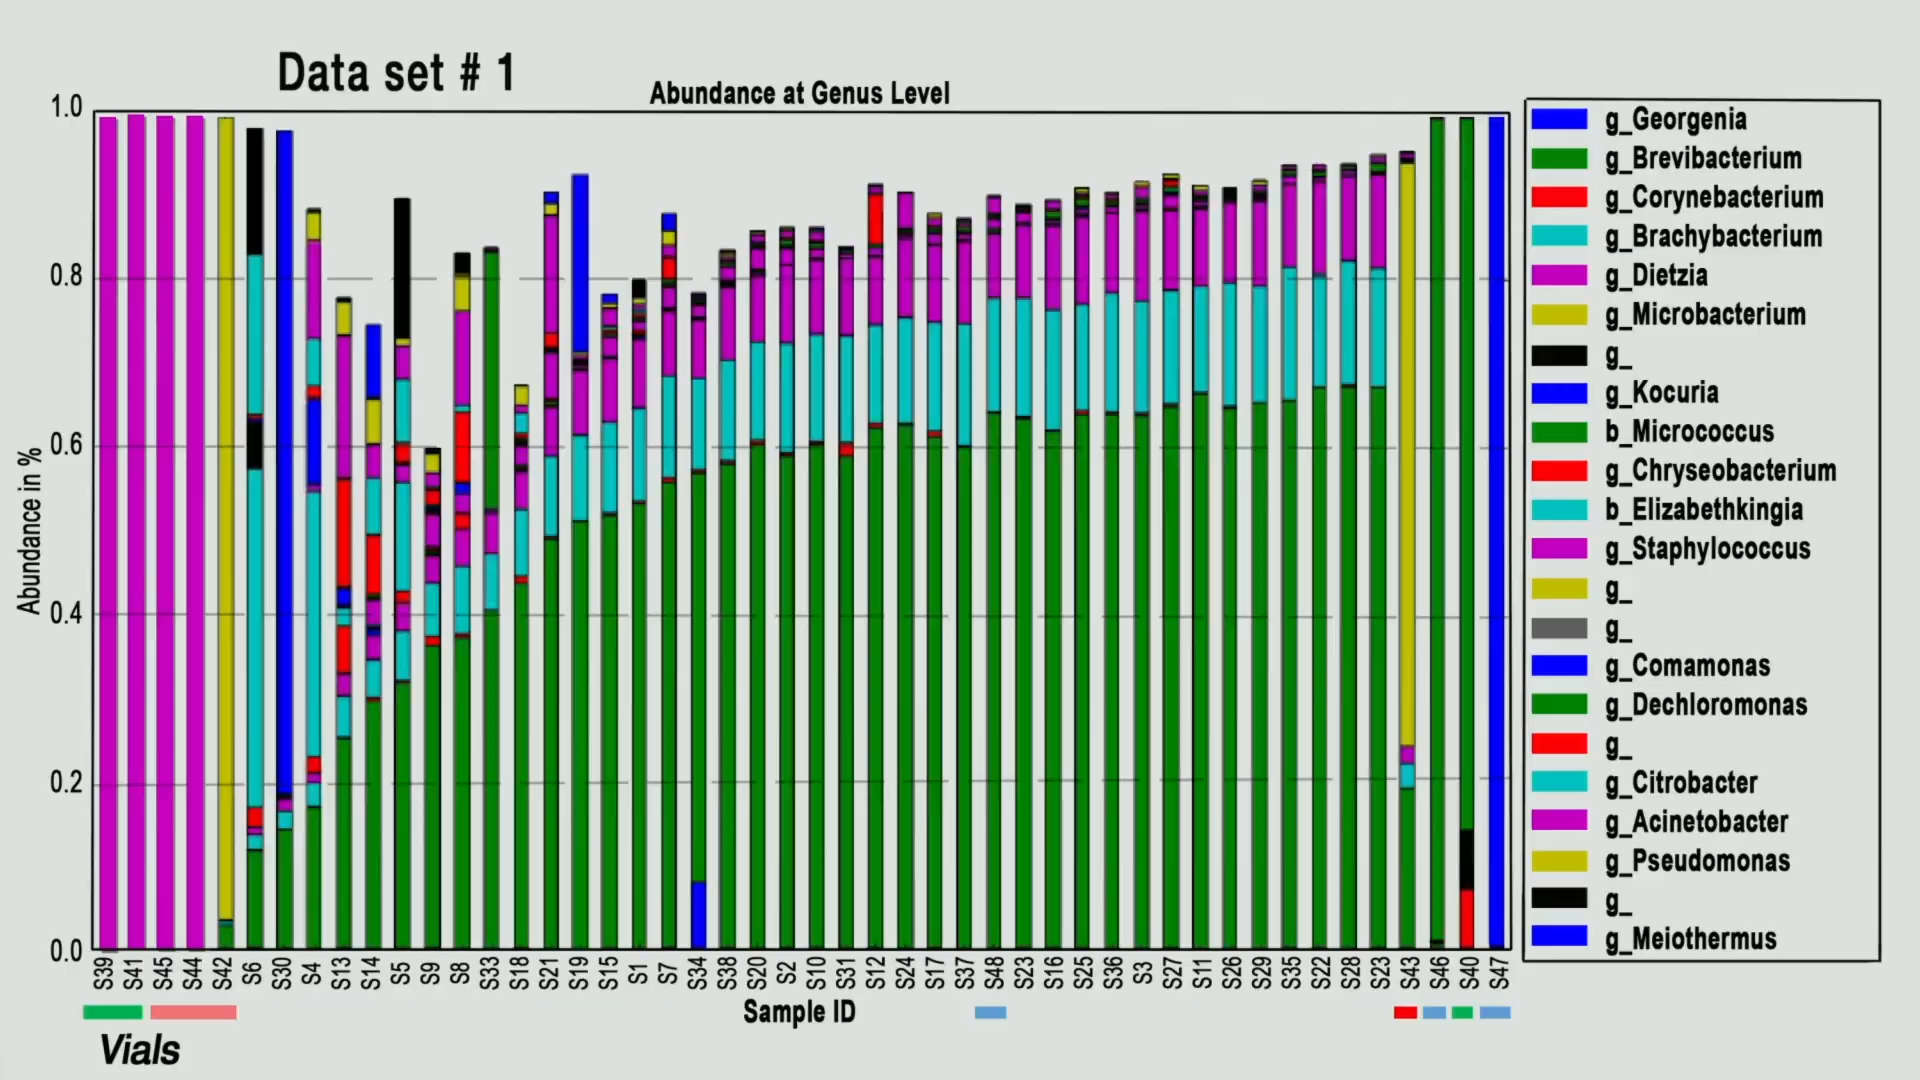 Data set # 1
Abundance at Genus Level
1.0
0.8
0.6
0.4
0.2
0.0
Abundance in %
S39 S41 S45 S44 S42 S6 S30 S4 S13 S14 S5 S9 S8 S33 S18 S21 S19 S15 S1 S7 S34 S38 S20 S2 S10 S31 S12 S24 S17 S37 S48 S23 S16 S25 S36 S3 S27 S11 S26 S29 S35 S22 S28 S23 S43 S46 S40 S47
Sample ID
Vials
g_Georgenia
g_Brevibacterium
g_Corynebacterium
g_Brachybacterium
g_Dietzia
g_Microbacterium
g_
g_Kocuria
b_Micrococcus
g_Chryseobacterium
b_Elizabethkingia
g_Staphylococcus
g_
g_
g_Comamonas
g_Dechloromonas
g_
g_Citrobacter
g_Acinetobacter
g_Pseudomonas
g_
g_Meiothermus